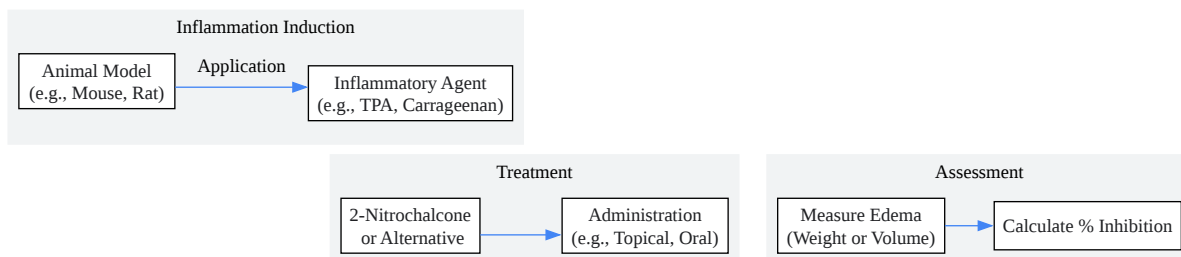 Inflammation Induction
Animal Model
(e.g., Mouse, Rat)
Application
Inflammatory Agent
(e.g., TPA, Carrageenan)
Treatment
2-Nitrochalcone
or Alternative
Administration
(e.g., Topical, Oral)
Assessment
Measure Edema
(Weight or Volume)
Calculate % Inhibition